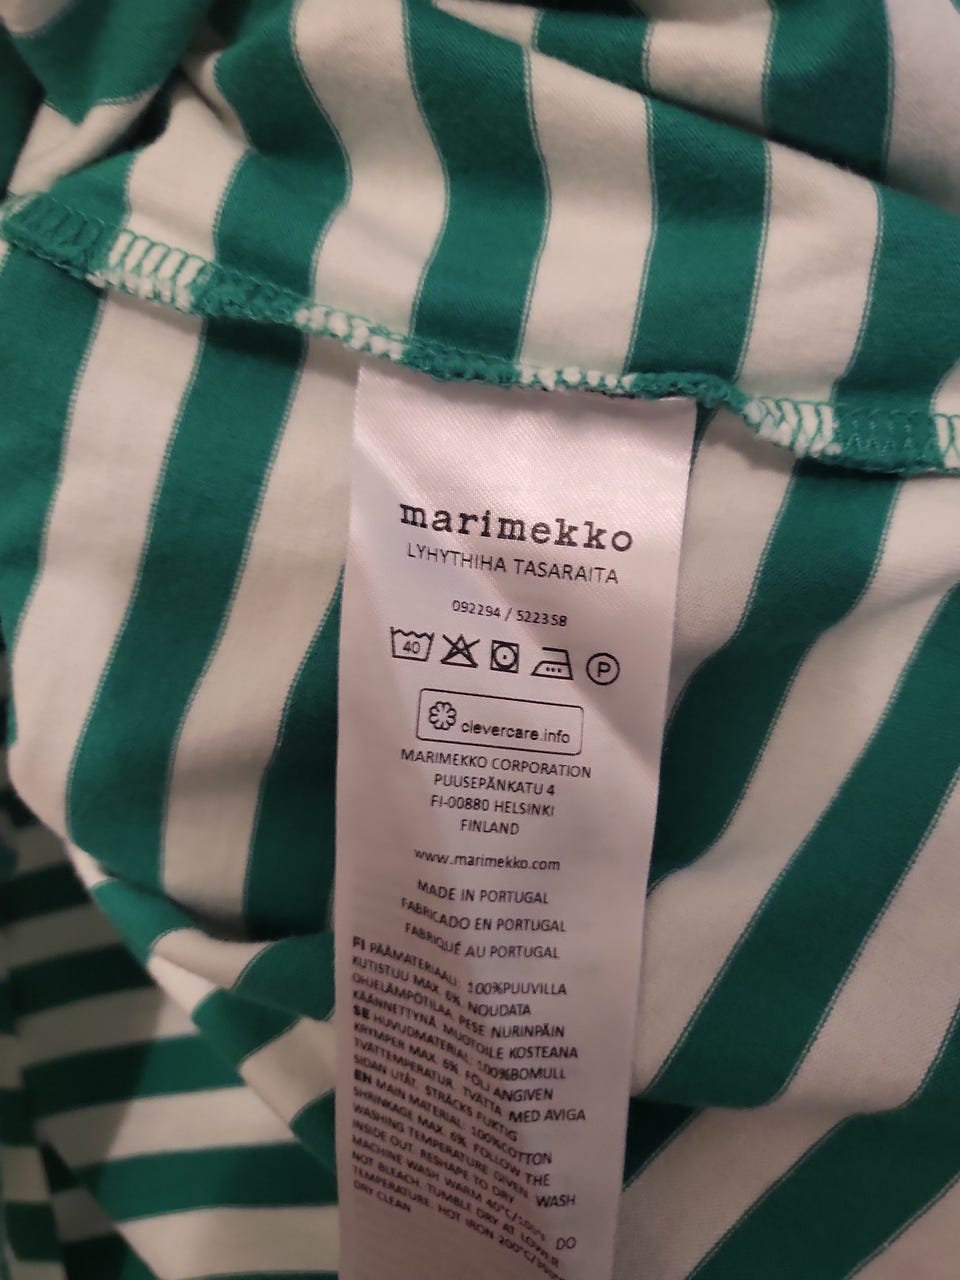 marimekko
LYHYTHIHA TASARAITA
092294 / 522358
40
P
clevercare.info
MARIMEKKO CORPORATION
PUUSEPÄNKATU 4
FI-00880 HELSINKI
FINLAND
www.marimekko.com
MADE IN PORTUGAL
FABRICADO EN PORTUGAL
FABRIQUÉ AU PORTUGAL
FI PÄÄMATERIAALI: 100%PUUVILLA
KUTISTUU MAX. 6%. NOUDATA
OHJELÄMPÖTILAA. PESE NURINPÄIN
KÄÄNNETTYNÄ. MUOTOILE KOSTEANA
SE HUVUDMATERIAL: 100%BOMULL
KRYMPER MAX. 6%. FÖLJ ANGIVEN
TVÄTTEMPERATUR. TVÄTTA MED AVIGA
SIDAN UTÅT. STRÄCKS FUKTIG
EN MAIN MATERIAL: 100%COTTON
SHRINKAGE MAX. 6%. FOLLOW THE
WASHING TEMPERATURE GIVEN. WASH
INSIDE OUT. RESHAPE TO DRY
MACHINE WASH WARM 40°C/ DO
NOT BLEACH. TUMBLE DRY AT LOWER
TEMPERATURE. HOT IRON 200°C/
DRY CLEAN